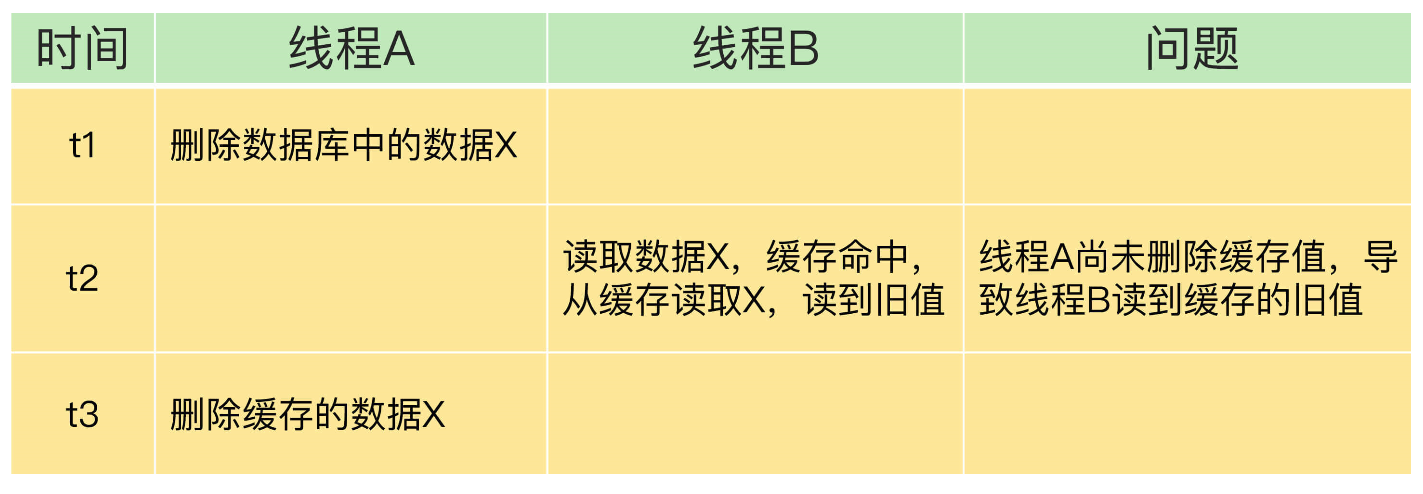 时间 线程A 线程B 问题
t1 删除数据库中的数据X
t2 读取数据X，缓存命中，
从缓存读取X，读到旧值
线程A尚未删除缓存值，导
致线程B读到缓存的旧值
t3 删除缓存的数据X